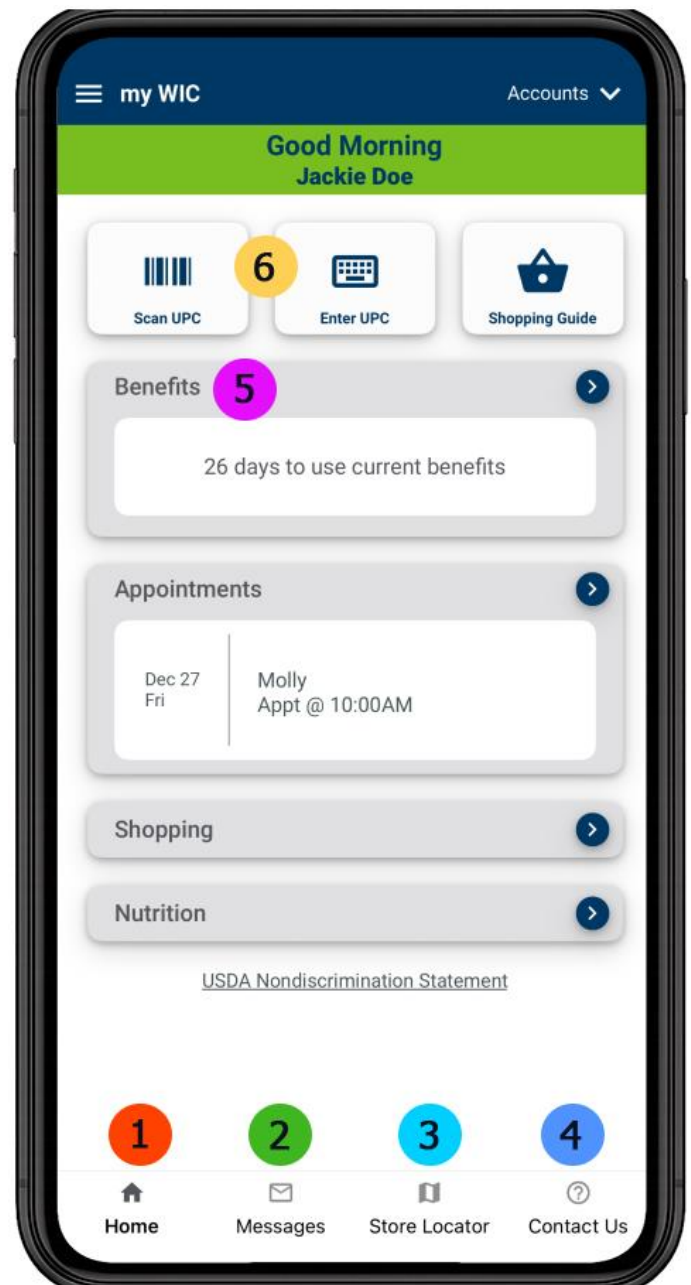 my WIC Accounts
Good Morning
Jackie Doe
6
Scan UPC Enter UPC Shopping Guide
Benefits 5
26 days to use current benefits
Appointments
Dec 27 Molly
Fri Appt @ 10:00AM
Shopping
Nutrition
USDA Nondiscrimination Statement
1 2 3 4
Home Messages Store Locator Contact Us